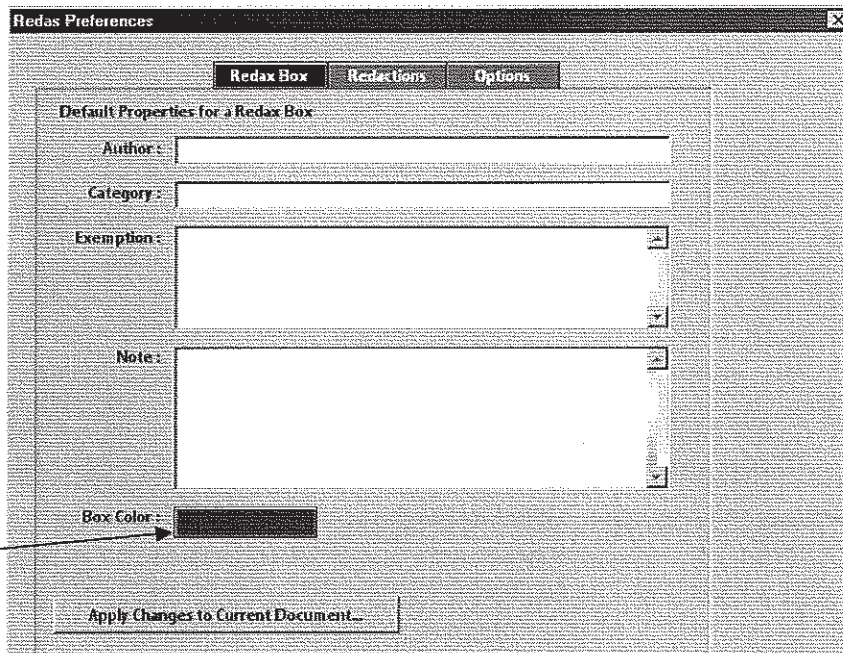 Redax Preferences
Redax Box Redactions Options
Default Properties for a Redax Box
Author :
Category :
Exemption :
Note :
Box Color :
Apply Changes to Current Document...